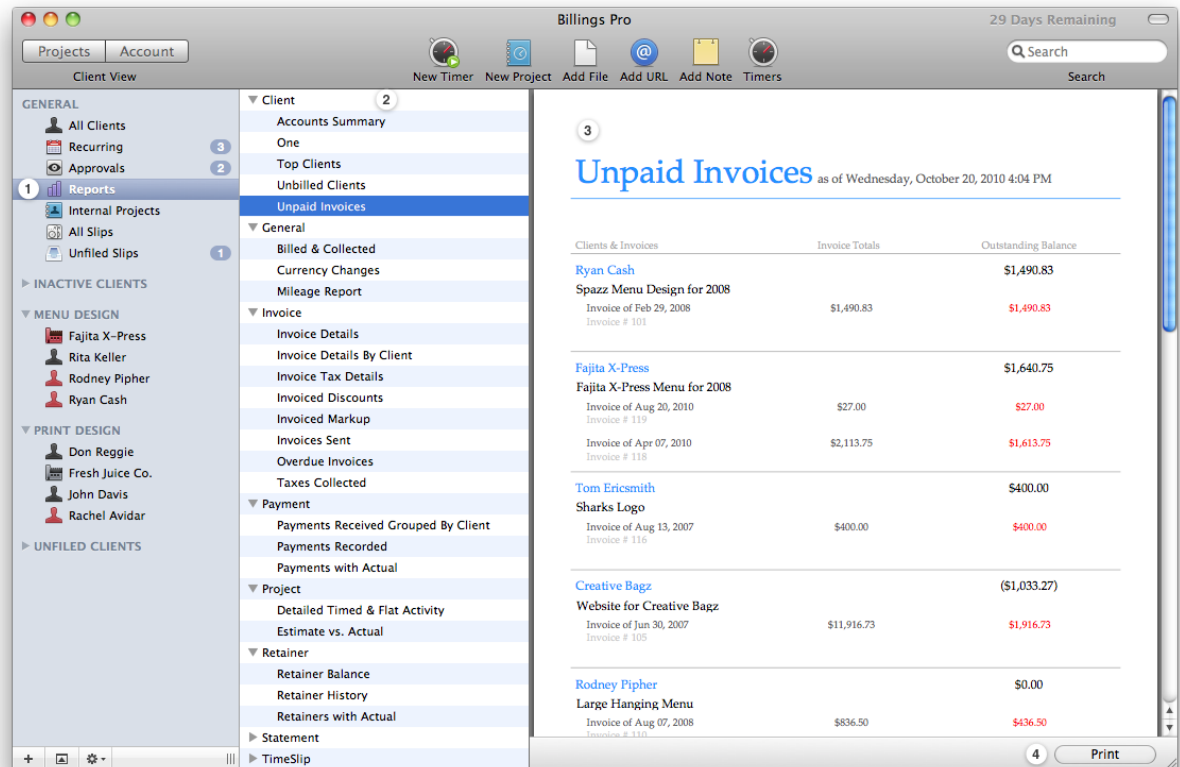 Billings Pro
29 Days Remaining
Projects Account
Client View
New Timer New Project Add File Add URL Add Note Timers
Search
Search
GENERAL
All Clients
Recurring 3
Approvals 2
1 Reports
Internal Projects
All Slips
Unfiled Slips 1
INACTIVE CLIENTS
MENU DESIGN
Fajita X-Press
Rita Keller
Rodney Pipher
Ryan Cash
PRINT DESIGN
Don Reggie
Fresh Juice Co.
John Davis
Rachel Avidar
UNFILED CLIENTS
Client 2
Accounts Summary
One
Top Clients
Unbilled Clients
Unpaid Invoices
General
Billed & Collected
Currency Changes
Mileage Report
Invoice
Invoice Details
Invoice Details By Client
Invoice Tax Details
Invoiced Discounts
Invoiced Markup
Invoices Sent
Overdue Invoices
Taxes Collected
Payment
Payments Received Grouped By Client
Payments Recorded
Payments with Actual
Project
Detailed Timed & Flat Activity
Estimate vs. Actual
Retainer
Retainer Balance
Retainer History
Retainers with Actual
Statement
TimeSlip
3
Unpaid Invoices as of Wednesday, October 20, 2010 4:04 PM
Clients & Invoices Invoice Totals Outstanding Balance
Ryan Cash $1,490.83
Spazz Menu Design for 2008
Invoice of Feb 29, 2008 $1,490.83 $1,490.83
Invoice # 101
Fajita X-Press $1,640.75
Fajita X-Press Menu for 2008
Invoice of Aug 20, 2010 $27.00 $27.00
Invoice # 119
Invoice of Apr 07, 2010 $2,113.75 $1,613.75
Invoice # 118
Tom Ericsmith $400.00
Sharks Logo
Invoice of Aug 13, 2007 $400.00 $400.00
Invoice # 116
Creative Bagz ($1,033.27)
Website for Creative Bagz
Invoice of Jun 30, 2007 $11,916.73 $1,916.73
Invoice # 105
Rodney Pipher $0.00
Large Hanging Menu
Invoice of Aug 07, 2008 $836.50 $436.50
Invoice # 110
4 Print